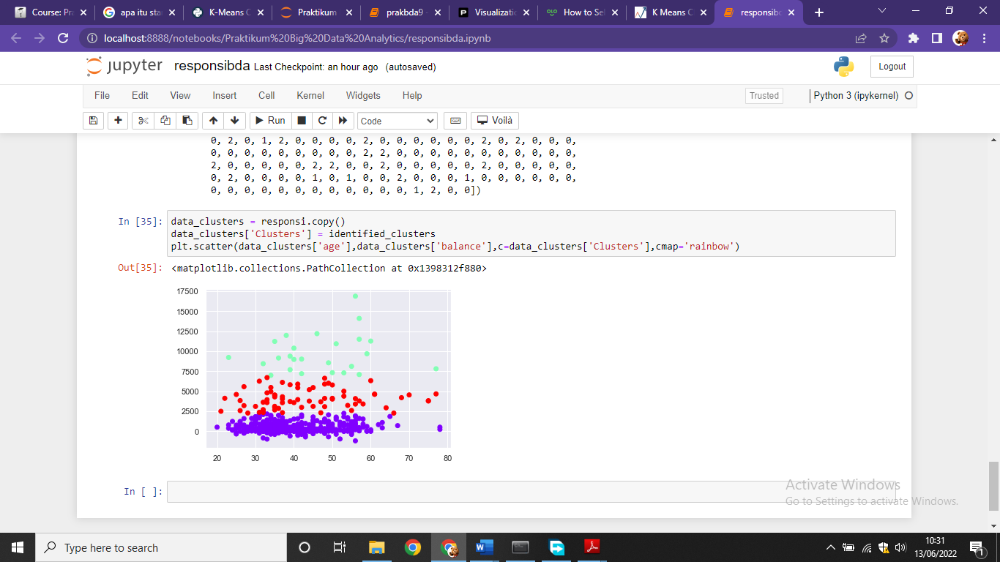 Course: Pra
apa itu star
K-Means C
Praktikum
prakbda9 -
Visualizatio
How to Sel
K Means C
responsibd
localhost:8888/notebooks/Praktikum%20Big%20Data%20Analytics/responsibda.ipynb
jupyter responsibda Last Checkpoint: an hour ago (autosaved)
Logout
File Edit View Insert Cell Kernel Widgets Help
Trusted
Python 3 (ipykernel)
Run
Code
Voilà
0, 2, 0, 1, 2, 0, 0, 0, 0, 2, 0, 0, 0, 0, 0, 0, 2, 0, 2, 0, 0, 0,
0, 0, 0, 0, 0, 0, 0, 0, 0, 2, 2, 0, 0, 0, 0, 0, 0, 0, 0, 0, 0, 0,
2, 0, 0, 0, 0, 0, 2, 2, 0, 0, 2, 0, 0, 0, 0, 0, 2, 0, 0, 0, 0, 0,
0, 2, 0, 0, 0, 0, 1, 0, 1, 0, 0, 2, 0, 0, 0, 1, 0, 0, 0, 0, 0, 0,
0, 0, 0, 0, 0, 0, 0, 0, 0, 0, 0, 0, 1, 2, 0, 0])
In [35]:
data_clusters = responsi.copy()
data_clusters['Clusters'] = identified_clusters
plt.scatter(data_clusters['age'],data_clusters['balance'],c=data_clusters['Clusters'],cmap='rainbow')
Out[35]: <matplotlib.collections.PathCollection at 0x1398312f880>
17500
15000
12500
10000
7500
5000
2500
0
20 30 40 50 60 70 80
In [ ]:
Activate Windows
Go to Settings to activate Windows.
Type here to search
10:31
13/06/2022
1